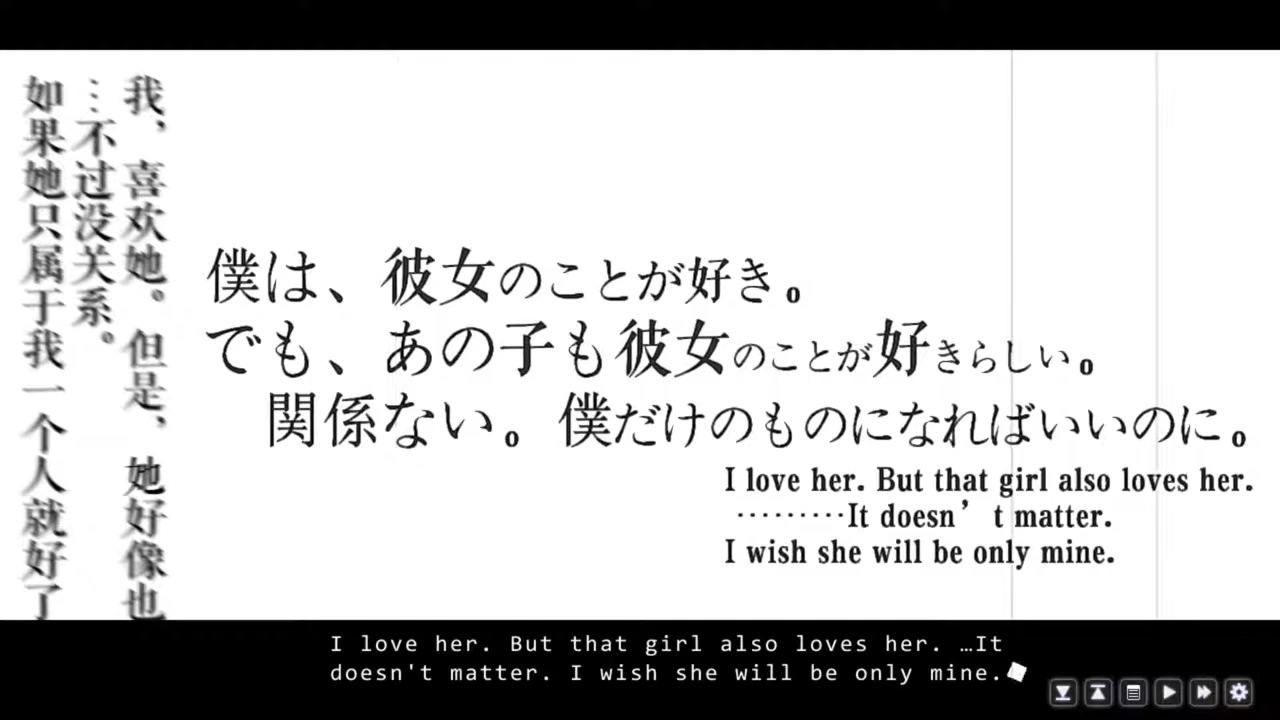 我，喜欢她。但是、她好像也
…不过没关系。
如果她只属于我一个人就好了
僕は、彼女のことが好き。
でも、あの子も彼女のことが好きらしい。
関係ない。僕だけのものになればいいのに。
I love her. But that girl also loves her.
………It doesn’t matter.
I wish she will be only mine.
I love her. But that girl also loves her. …It
doesn't matter. I wish she will be only mine.